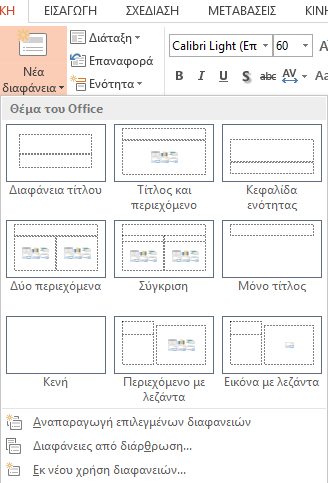 ΚΗ ΕΙΣΑΓΩΓΗ ΣΧΕΔΙΑΣΗ ΜΕΤΑΒΑΣΕΙΣ ΚΙΝΗ
Νέα
διαφάνεια
Διάταξη
Επαναφορά
Ενότητα
Calibri Light (Επ 60
B I U S abc AV Aa
Θέμα του Office
Διαφάνεια τίτλου
Τίτλος και
περιεχόμενο
Κεφαλίδα
ενότητας
Δύο περιεχόμενα
Σύγκριση
Μόνο τίτλος
Κενή
Περιεχόμενο με
λεζάντα
Εικόνα με λεζάντα
Αναπαραγωγή επιλεγμένων διαφανειών
Διαφάνειες από διάρθρωση...
Εκ νέου χρήση διαφανειών...